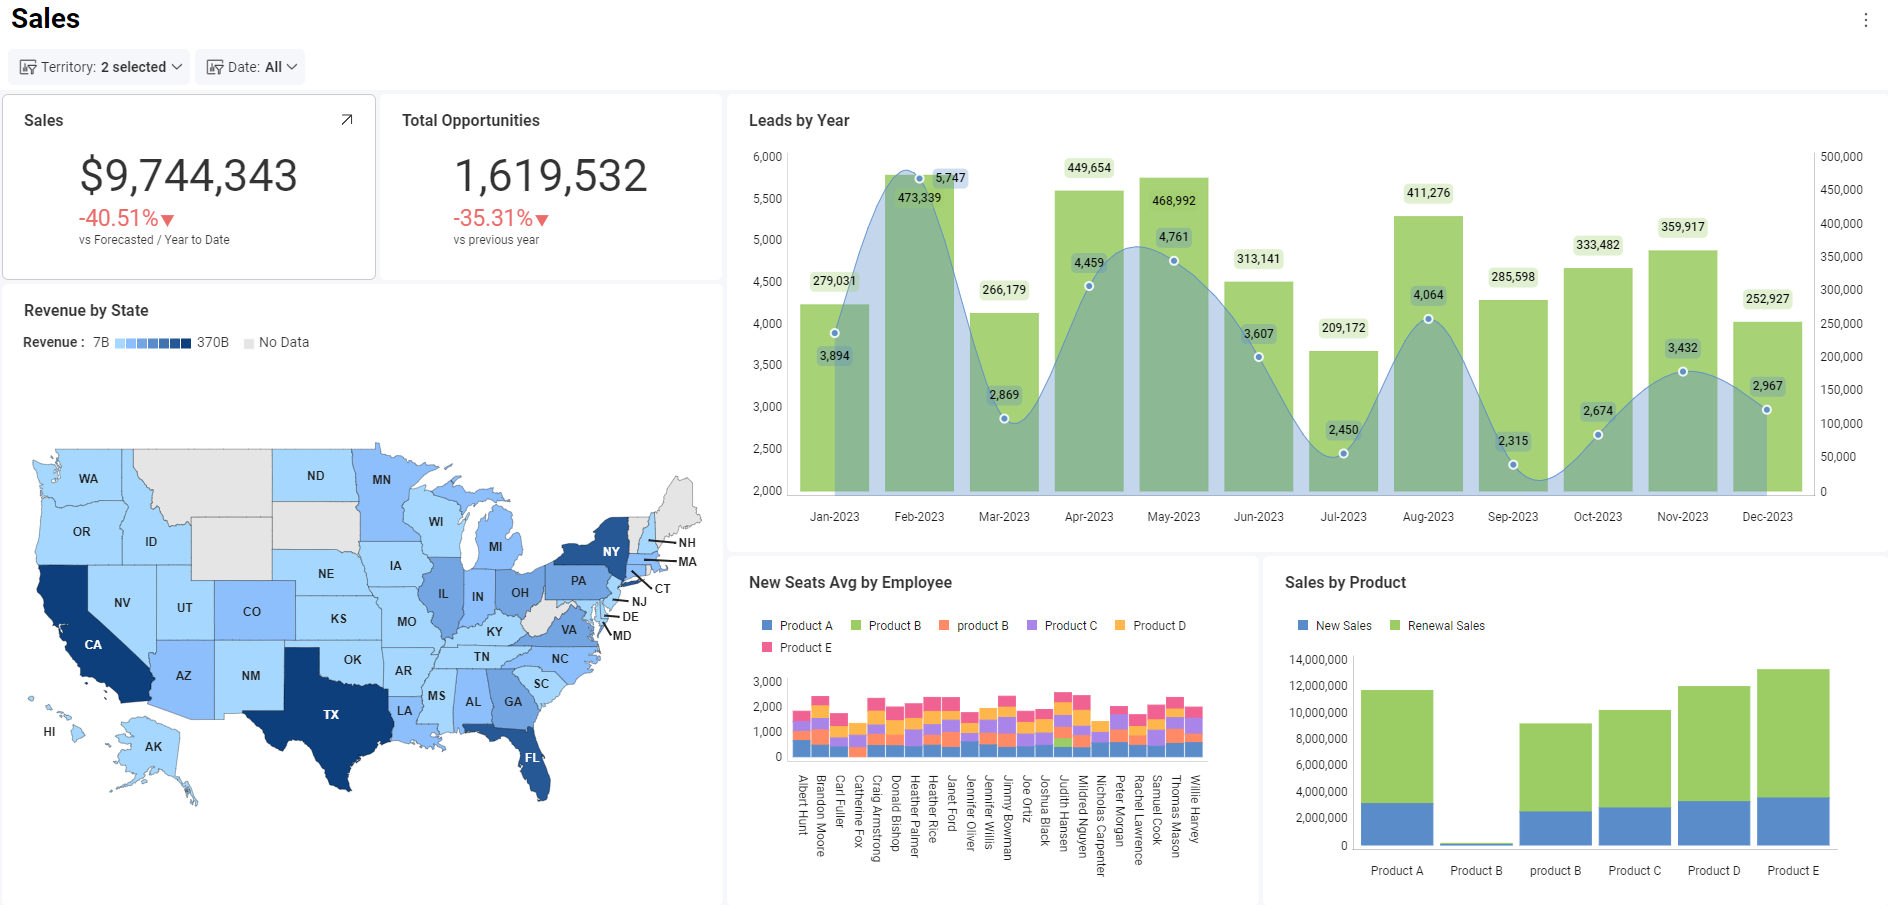 Sales
Territory: 2 selected
Date: All
Sales
$9,744,343
-40.51%
vs Forecasted / Year to Date
Total Opportunities
1,619,532
-35.31%
vs previous year
Revenue by State
Revenue : 7B 370B No Data
WA
OR
ID
ND
MN
WI
MI
NY
NH
MA
CT
NJ
DE
MD
NE
IA
IL
IN
OH
PA
NV
UT
CO
KS
MO
KY
VA
CA
AZ
NM
OK
AR
TN
NC
SC
MS
AL
GA
LA
TX
FL
HI
AK
Leads by Year
6,000
5,500
5,000
4,500
4,000
3,500
3,000
2,500
2,000
500,000
450,000
400,000
350,000
300,000
250,000
200,000
150,000
100,000
50,000
0
279,031
473,339
266,179
449,654
468,992
313,141
209,172
411,276
285,598
333,482
359,917
252,927
3,894
5,747
2,869
4,459
4,761
3,607
2,450
4,064
2,315
2,674
3,432
2,967
Jan-2023
Feb-2023
Mar-2023
Apr-2023
May-2023
Jun-2023
Jul-2023
Aug-2023
Sep-2023
Oct-2023
Nov-2023
Dec-2023
New Seats Avg by Employee
Product A Product B product B Product C Product D
Product E
3,000
2,000
1,000
0
Albert Hunt
Brandon Moore
Carl Fuller
Catherine Fox
Craig Armstrong
Donald Bishop
Heather Palmer
Heather Rice
Janet Ford
Jennifer Oliver
Jennifer Willis
Jimmy Bowman
Joe Ortiz
Joshua Black
Judith Hansen
Mildred Nguyen
Nicholas Carpenter
Peter Morgan
Rachel Lawrence
Samuel Cook
Thomas Mason
Willie Harvey
Sales by Product
New Sales Renewal Sales
14,000,000
12,000,000
10,000,000
8,000,000
6,000,000
4,000,000
2,000,000
0
Product A
Product B
product B
Product C
Product D
Product E